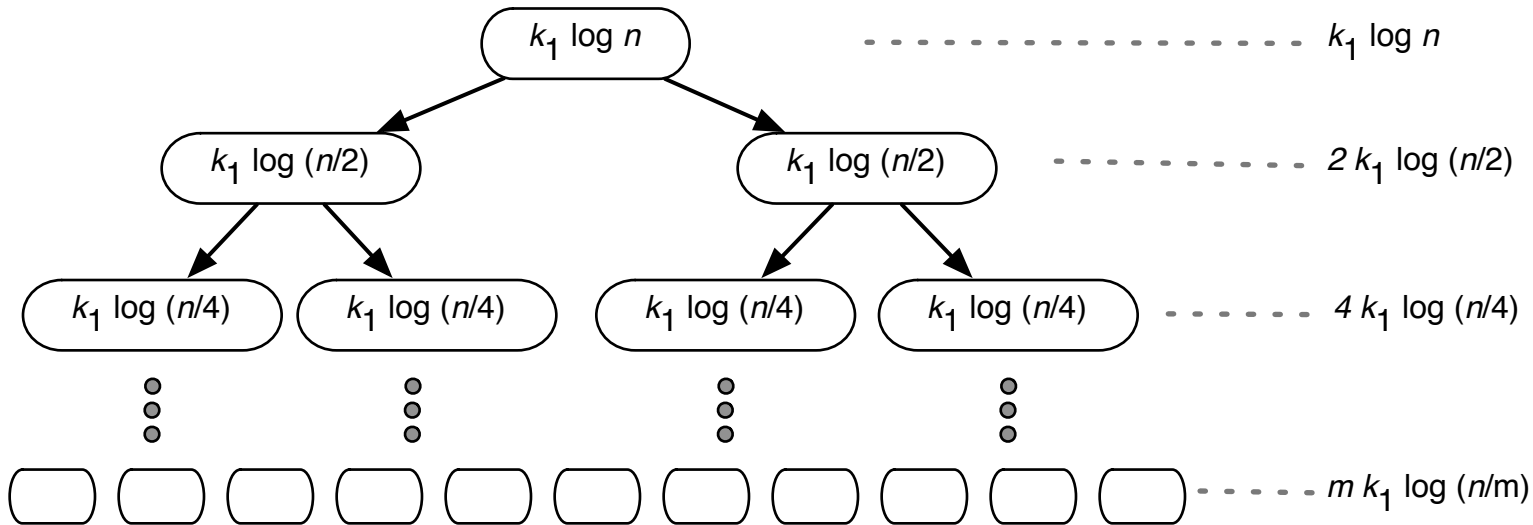 k₁ log n k₁ log n
k₁ log (n/2) k₁ log (n/2) 2 k₁ log (n/2)
k₁ log (n/4) k₁ log (n/4) k₁ log (n/4) k₁ log (n/4) 4 k₁ log (n/4)
m k₁ log (n/m)